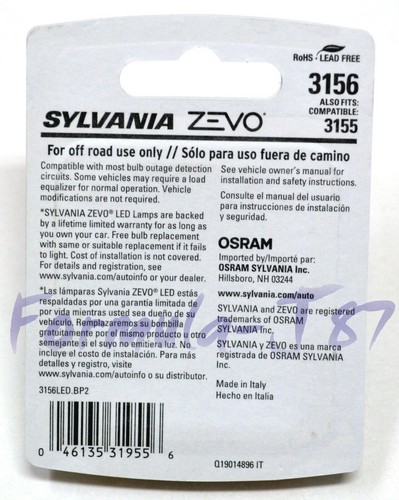 RoHS - LEAD FREE
3156
ALSO FITS:
COMPATIBLE:
3155
SYLVANIA ZEVO®
For off road use only // Sólo para uso fuera de camino
Compatible with most bulb outage detection
circuits. Some vehicles may require a load
equalizer for normal operation. Vehicle
modifications are not required.
*SYLVANIA ZEVO® LED Lamps are backed
by a lifetime limited warranty for as long as
you own your car. Free bulb replacement
with same or suitable replacement if it fails
to light. Cost of installation is not covered.
For details and registration, see
www.sylvania.com/autoinfo or your dealer.
*Las lámparas Sylvania ZEVO® LED estás
respaldadas por una garantía limitada de
por vida mientras usted sea dueño de su
vehículo. Remplazaremos su bombilla
gratuitamente por el mismo producto u otro
semejante si el suyo no emitiera luz. No
incluye el costo de instalación. Para más
detalles y registro, visite
www.sylvania.com/autoinfo o su distribuidor.
3156LED.BP2
See vehicle owner's manual for
installation and safety instructions.
Consulte el manual del usuario
para instrucciones de instalación
y seguridad.
OSRAM
Imported by/Importé par:
OSRAM SYLVANIA Inc.
Hillsboro, NH 03244
www.sylvania.com/auto
SYLVANIA and ZEVO are registered
trademarks of OSRAM
SYLVANIA Inc.
SYLVANIA y ZEVO es una marca
registrada de OSRAM SYLVANIA
Inc.
Made in Italy
Hecho en Italia
0 46135 31955 6
Q19014896 IT